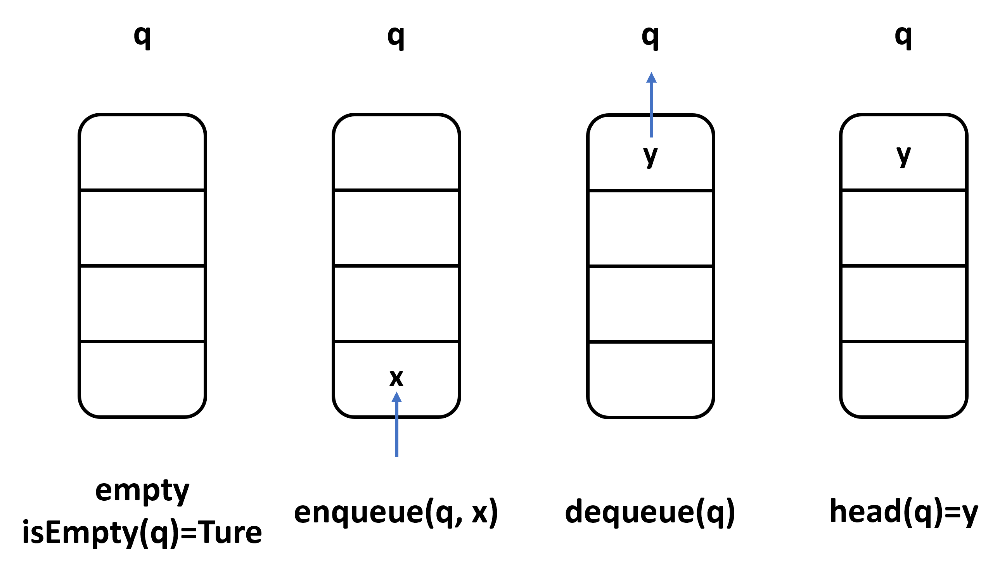 q
q
q
q
y
y
x
empty
isEmpty(q)=Ture
enqueue(q, x)
dequeue(q)
head(q)=y